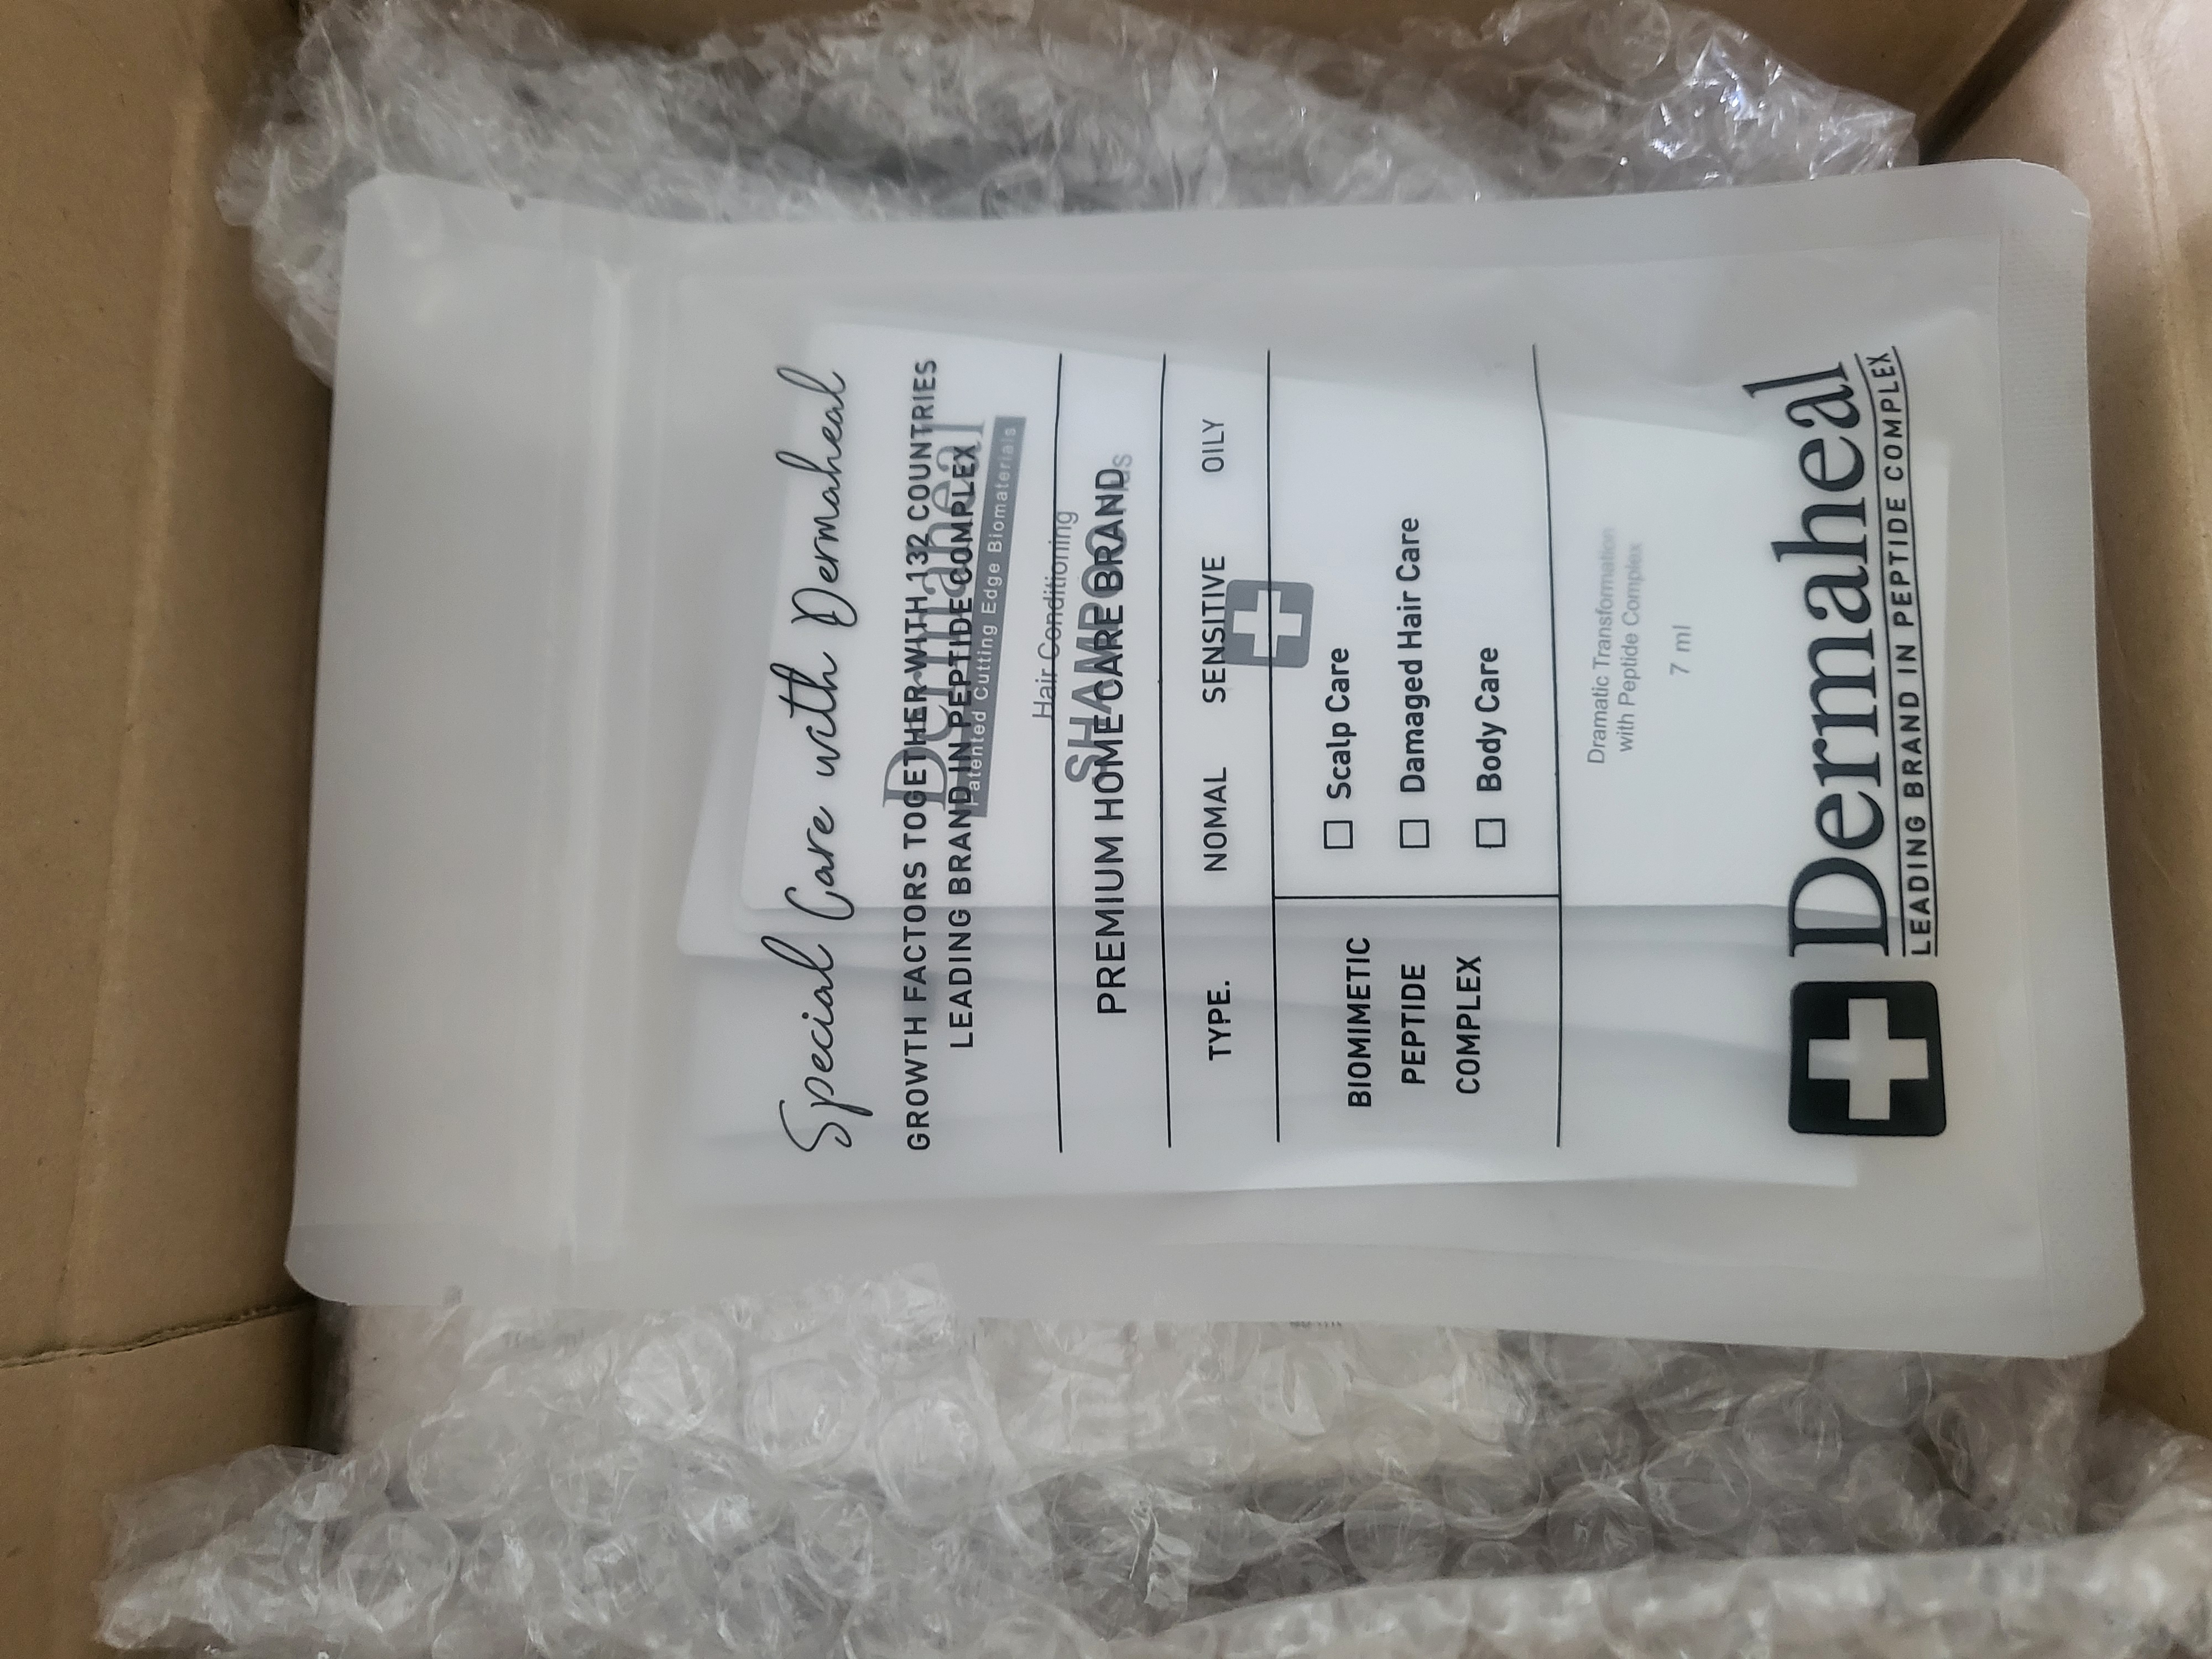 Special Care with Dermaheal
GROWTH FACTORS TOGETHER WITH 132 COUNTRIES
LEADING BRAND IN PEPTIDE COMPLEX
Dermaheal
Patented Cutting Edge Biomaterials
Hair Conditioning
SHAMPOO
PREMIUM HOME CARE BRAND
TYPE. NOMAL SENSITIVE OILY
BIOMIMETIC
PEPTIDE
COMPLEX
Scalp Care
Damaged Hair Care
Body Care
Dramatic Transfomation
with Peptide Complex
7 ml
Dermaheal
LEADING BRAND IN PEPTIDE COMPLEX